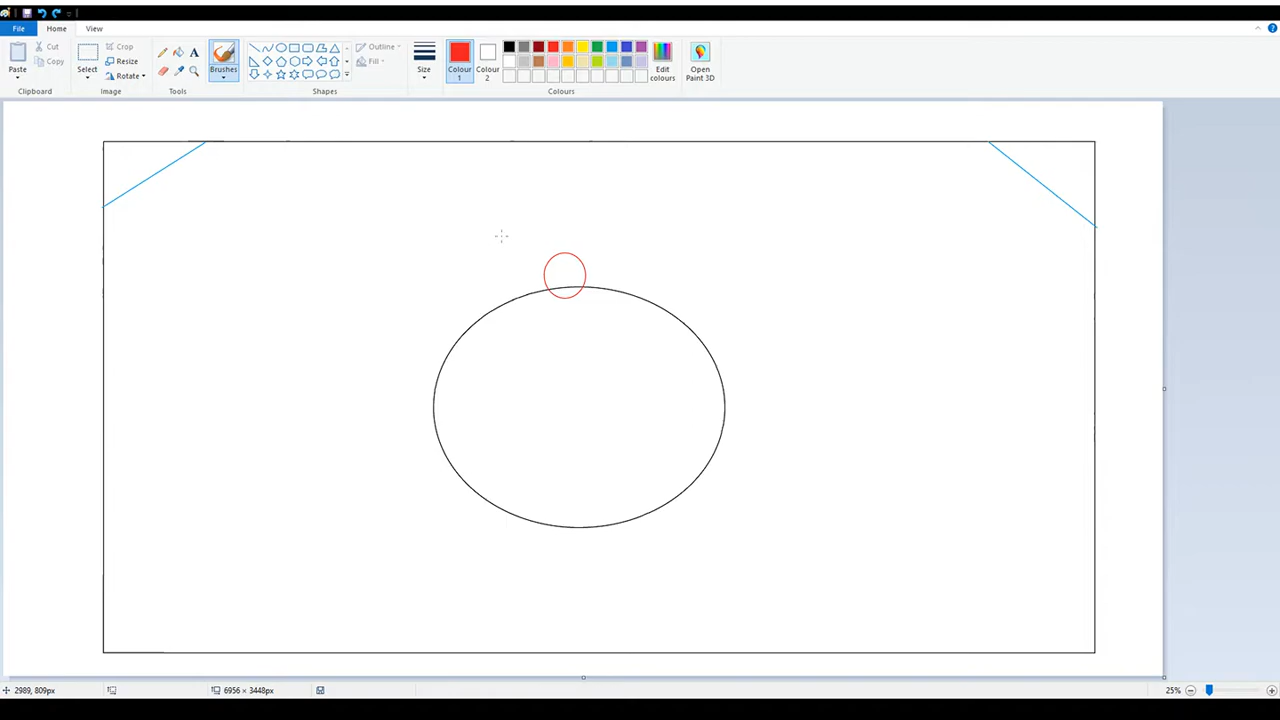 File Home View
Cut Crop Outline
Copy Resize Fill
Paste Select Rotate Brushes Size Colour 1 Colour 2 Edit colours Open Paint 3D
Clipboard Image Tools Shapes Colours
2989, 809px 6956 × 3448px 25%